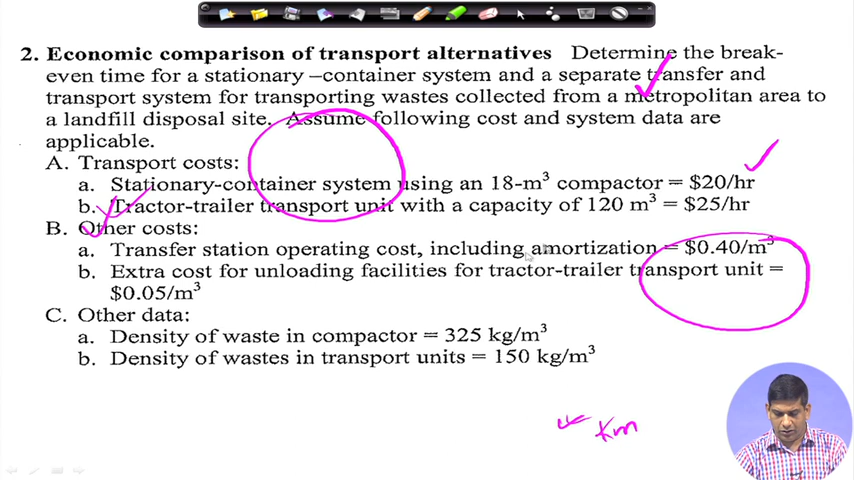 2. Economic comparison of transport alternatives Determine the break-
even time for a stationary –container system and a separate transfer and
transport system for transporting wastes collected from a metropolitan area to
a landfill disposal site. Assume following cost and system data are
applicable.
A. Transport costs:
a. Stationary-container system using an 18-m³ compactor = $20/hr
b. Tractor-trailer transport unit with a capacity of 120 m³ = $25/hr
B. Other costs:
a. Transfer station operating cost, including amortization = $0.40/m³
b. Extra cost for unloading facilities for tractor-trailer transport unit =
$0.05/m³
C. Other data:
a. Density of waste in compactor = 325 kg/m³
b. Density of wastes in transport units = 150 kg/m³
Km